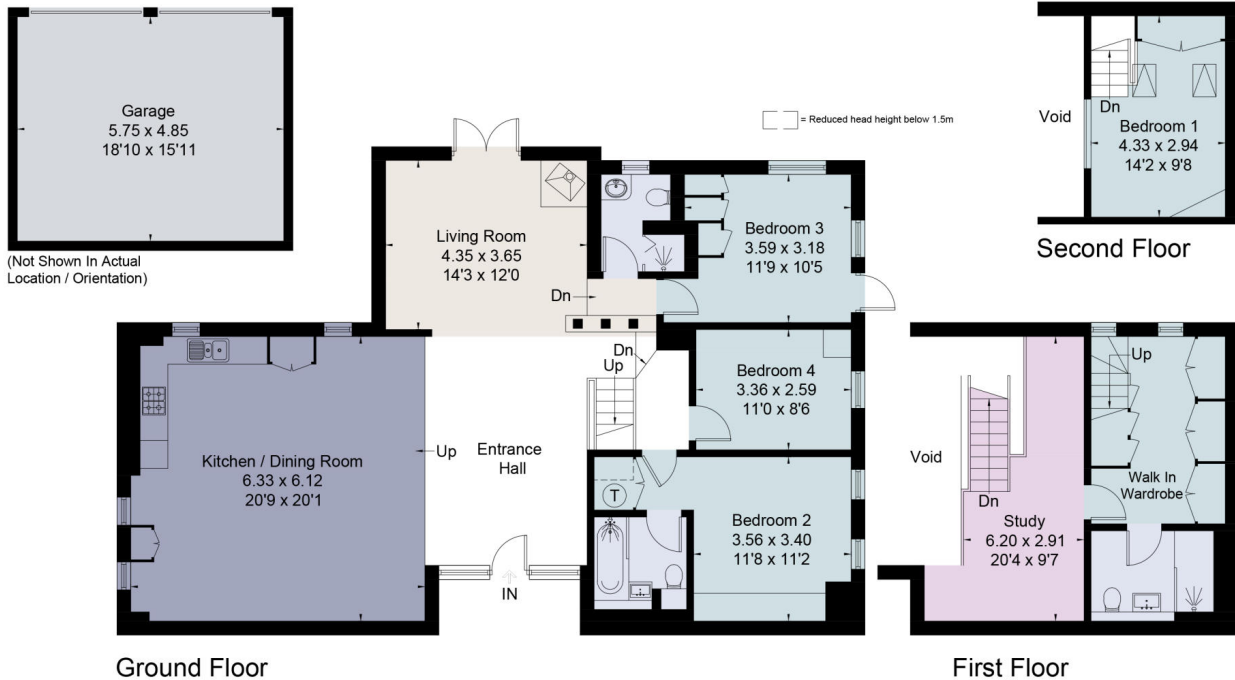 Garage
5.75 x 4.85
18'10 x 15'11
(Not Shown In Actual
Location / Orientation)
= Reduced head height below 1.5m
Void
Dn
Bedroom 1
4.33 x 2.94
14'2 x 9'8
Second Floor
Living Room
4.35 x 3.65
14'3 x 12'0
Dn
Bedroom 3
3.59 x 3.18
11'9 x 10'5
Dn
Up
Bedroom 4
3.36 x 2.59
11'0 x 8'6
Kitchen / Dining Room
6.33 x 6.12
20'9 x 20'1
Up
Entrance
Hall
T
Bedroom 2
3.56 x 3.40
11'8 x 11'2
IN
Ground Floor
Up
Void
Dn
Walk In
Wardrobe
Study
6.20 x 2.91
20'4 x 9'7
First Floor